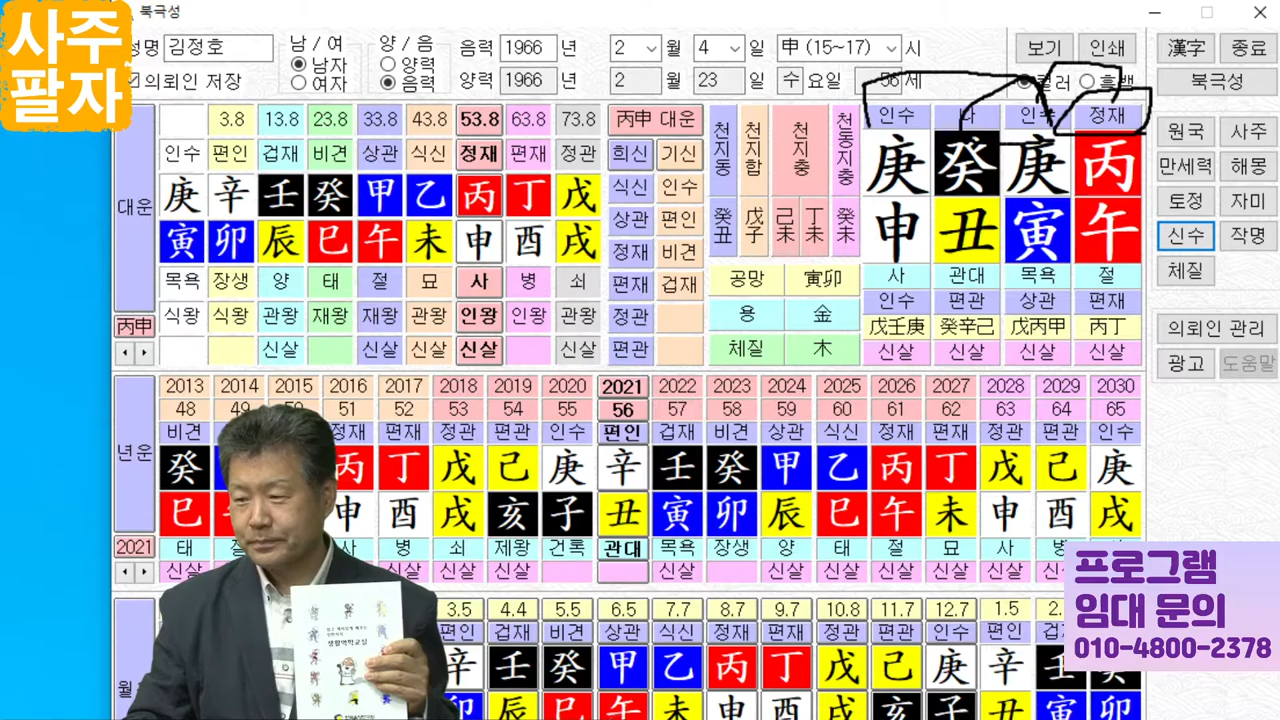 북극성
사주
팔자
성명 김정호 남 / 여 양 / 음 음력 1966 년 2 월 4 일 申 (15~17) 시 보기 인쇄 漢字 종료
의뢰인 저장 남자 여자 양력 음력 양력 1966 2 23 수 요일 56 세 컬러 흑백 북극성
3.8 13.8 23.8 33.8 43.8 53.8 63.8 73.8 丙申 대운 천지동 천지합 천지충 천동지충 인수 나 인수 정재 원국 사주
대운 인수 편인 겁재 비견 상관 식신 정재 편재 정관 희신 기신 庚 癸 庚 丙 만세력 해몽
庚 辛 壬 癸 甲 乙 丙 丁 戊 식신 인수 토정 자미
상관 편인 癸丑 戊子 己未 丁未 癸未 申 丑 寅 午 신수 작명
寅 卯 辰 巳 午 未 申 酉 戌 정재 비견 체질
목욕 장생 양 태 절 묘 사 병 쇠 편재 겁재 공망 寅卯 사 관대 목욕 절
丙申 식왕 식왕 관왕 재왕 재왕 관왕 인왕 인왕 관왕 정관 용 金 인수 편관 상관 편재
戊壬庚 癸辛己 戊丙甲 丙丁 의뢰인 관리
신살 신살 신살 신살 신살 편관 체질 木 신살 신살 신살 신살 광고 도움말
2013 2014 2015 2016 2017 2018 2019 2020 2021 2022 2023 2024 2025 2026 2027 2028 2029 2030
48 49 51 52 53 54 55 56 57 58 59 60 61 62 63 64 65
년운 비견 정재 편재 정관 편관 인수 편인 겁재 비견 상관 식신 정재 편재 정관 편관 인수
癸 丙 丁 戊 己 庚 辛 壬 癸 甲 乙 丙 丁 戊 己 庚
巳 申 酉 戌 亥 子 丑 寅 卯 辰 巳 午 未 申 酉 戌
2021 태 사 병 쇠 제왕 건록 관대 목욕 장생 양 태 절 묘 사 병
신살 신살 신살 신살 신살 신살 신살 신살 신살 신살 신살
프로그램
임대 문의
010-4800-2378
월 3.5 4.4 5.5 6.5 7.7 8.7 9.7 10.8 11.7 12.7 1.5
편인 겁재 비견 상관 식신 정재 편재 정관 편관 인수 편인
辛 壬 癸 甲 乙 丙 丁 戊 己 庚 辛 壬 癸
卯 辰 巳 午 未 申 酉 戌 亥 子 丑 寅 卯
생활역학교실